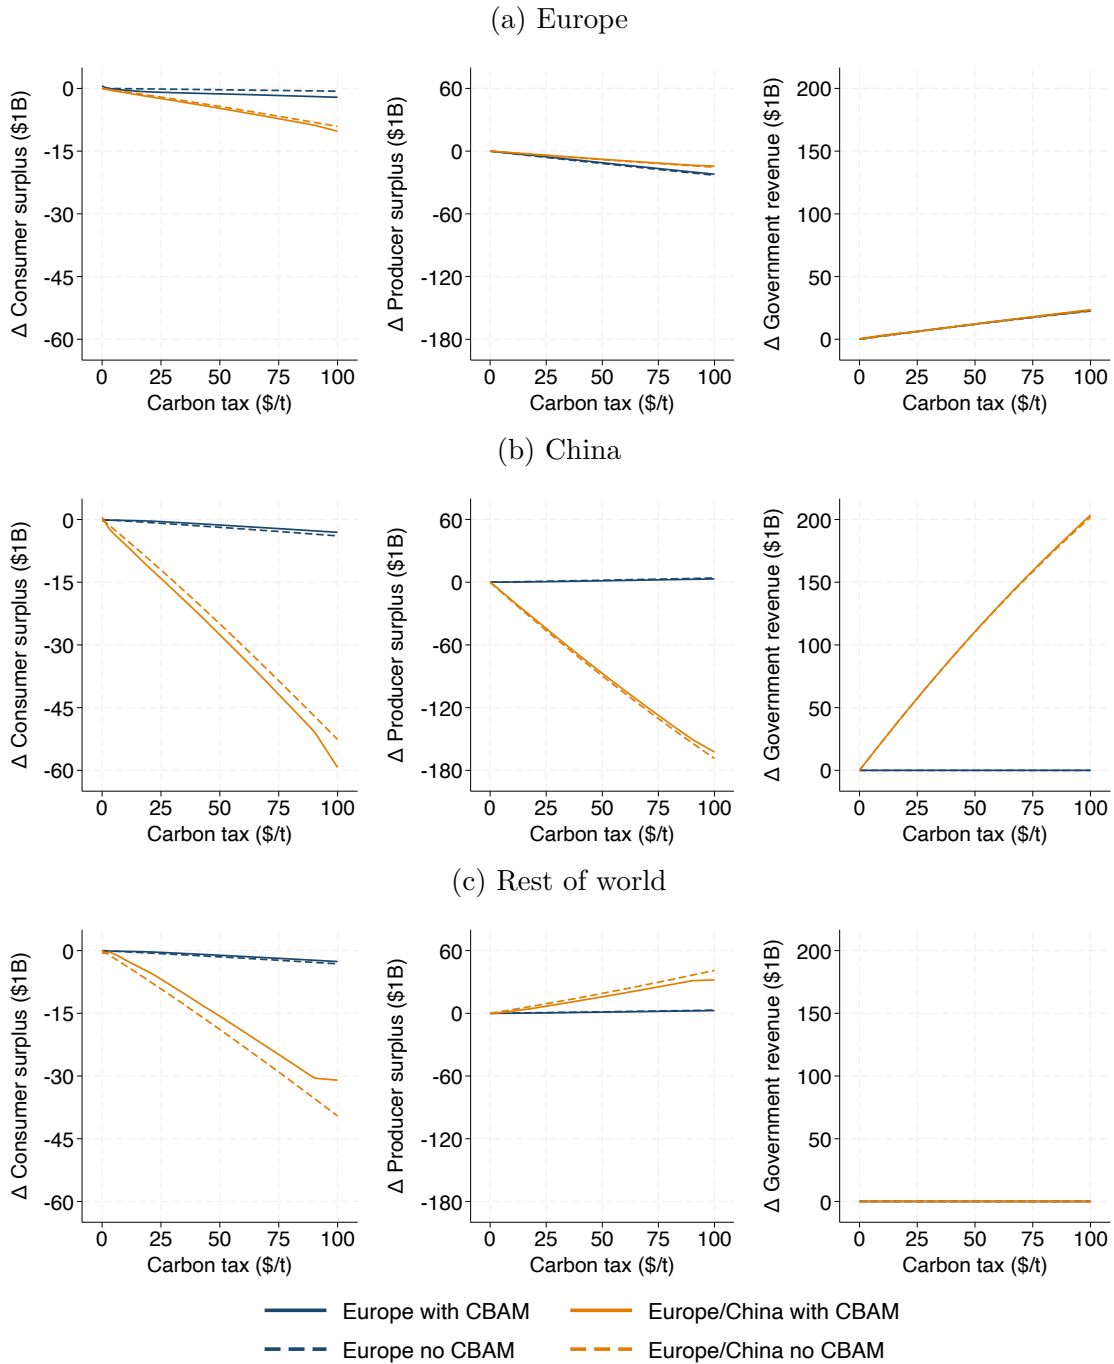 (a) Europe
Δ Consumer surplus ($1B)
0
-15
-30
-45
-60
0 25 50 75 100
Carbon tax ($/t)
Δ Producer surplus ($1B)
60
0
-60
-120
-180
0 25 50 75 100
Carbon tax ($/t)
Δ Government revenue ($1B)
200
150
100
50
0
0 25 50 75 100
Carbon tax ($/t)
(b) China
Δ Consumer surplus ($1B)
0
-15
-30
-45
-60
0 25 50 75 100
Carbon tax ($/t)
Δ Producer surplus ($1B)
60
0
-60
-120
-180
0 25 50 75 100
Carbon tax ($/t)
Δ Government revenue ($1B)
200
150
100
50
0
0 25 50 75 100
Carbon tax ($/t)
(c) Rest of world
Δ Consumer surplus ($1B)
0
-15
-30
-45
-60
0 25 50 75 100
Carbon tax ($/t)
Δ Producer surplus ($1B)
60
0
-60
-120
-180
0 25 50 75 100
Carbon tax ($/t)
Δ Government revenue ($1B)
200
150
100
50
0
0 25 50 75 100
Carbon tax ($/t)
Europe with CBAM
Europe/China with CBAM
Europe no CBAM
Europe/China no CBAM